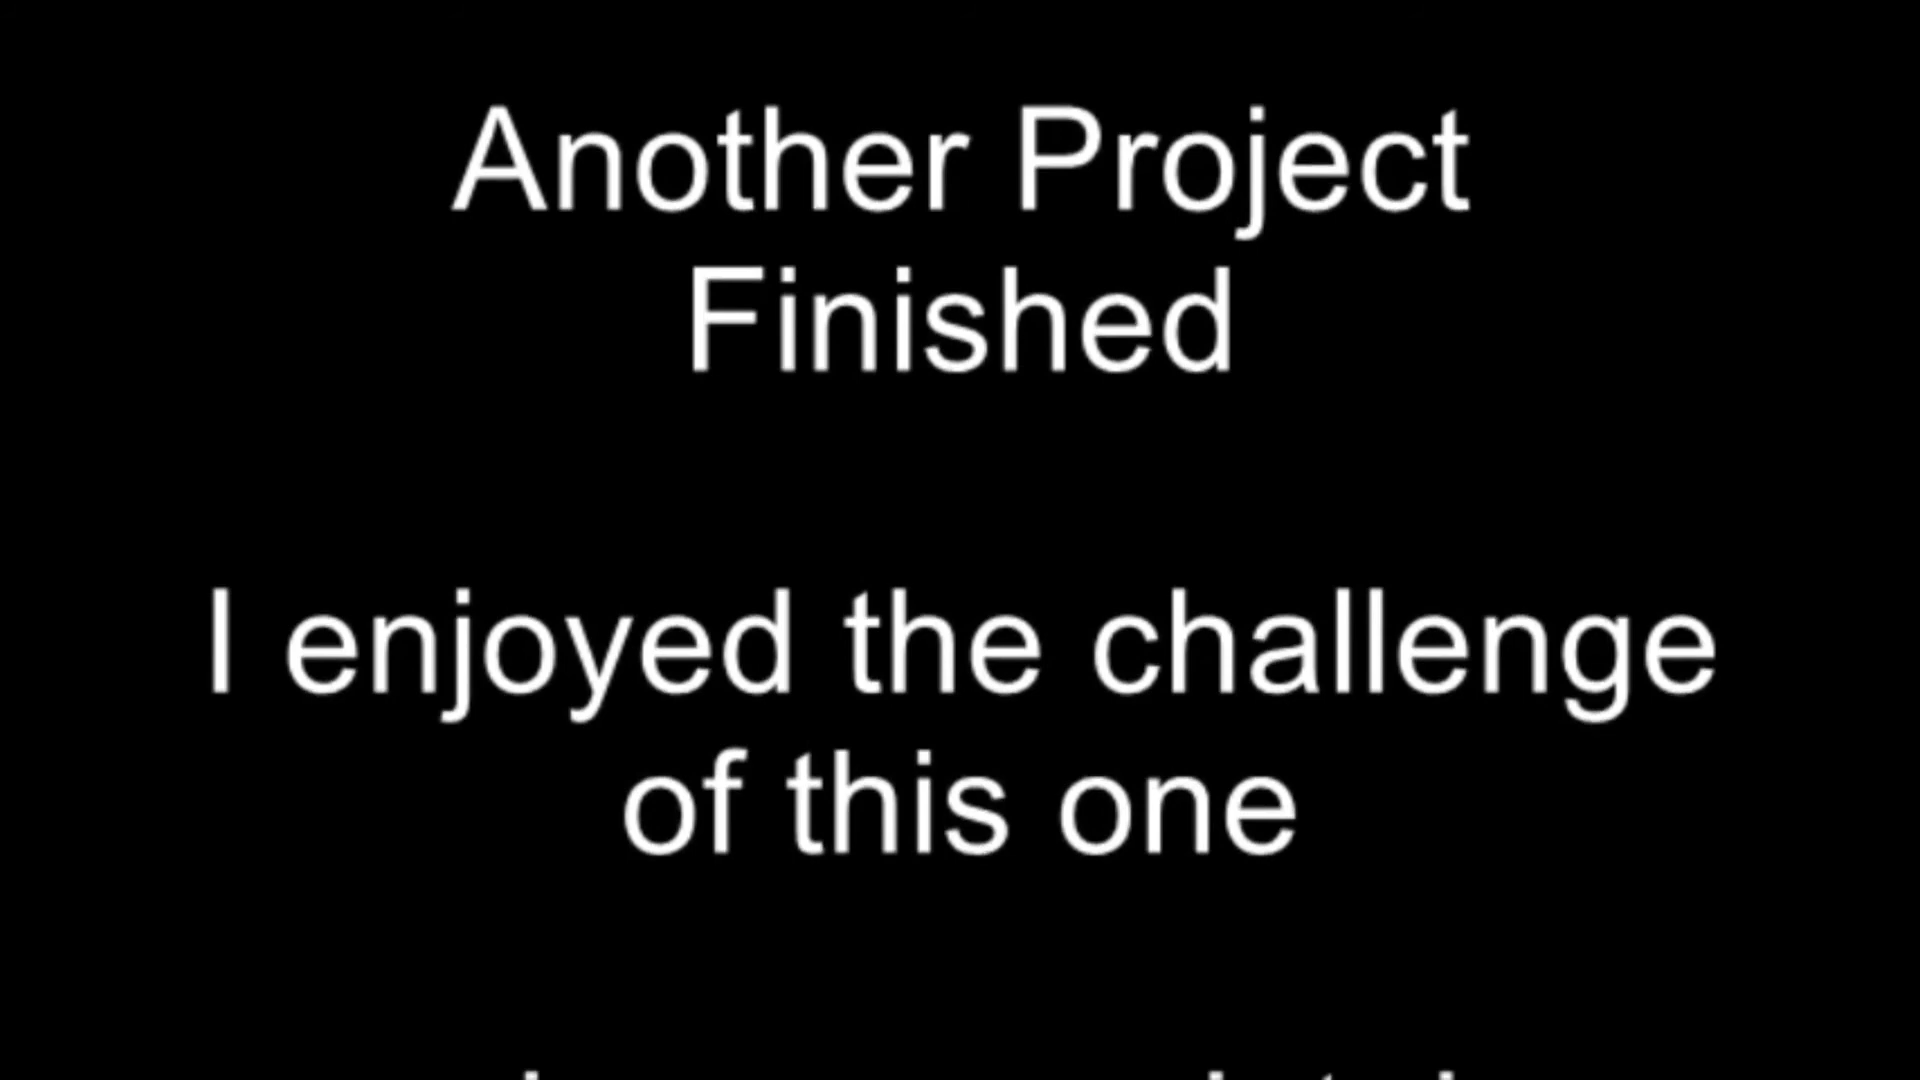 Another Project
Finished
I enjoyed the challenge
of this one